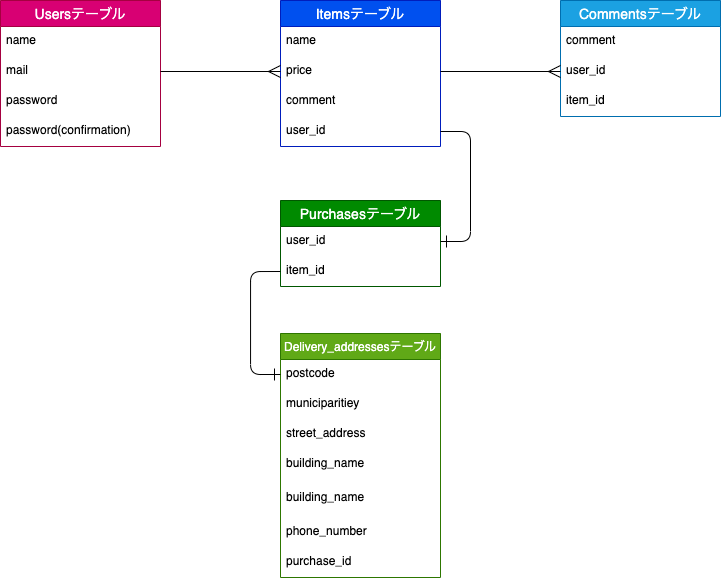 Usersテーブル
name
mail
password
password(confirmation)
Itemsテーブル
name
price
comment
user_id
Commentsテーブル
comment
user_id
item_id
Purchasesテーブル
user_id
item_id
Delivery_addressesテーブル
postcode
municiparitiey
street_address
building_name
building_name
phone_number
purchase_id